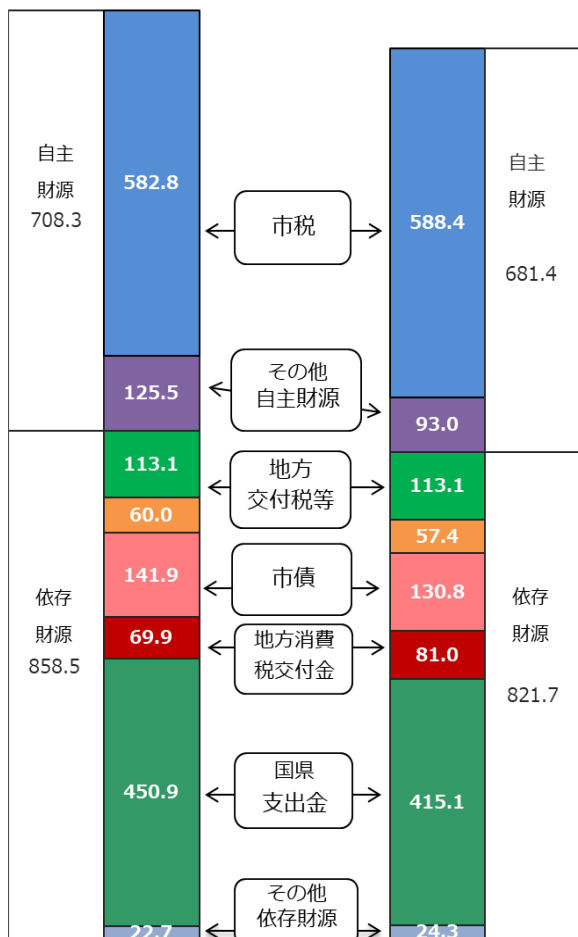 自主
財源
708.3
582.8
市税
588.4
自主
財源
681.4
125.5
その他
自主財源
93.0
113.1
地方
交付税等
113.1
60.0
57.4
141.9
市債
130.8
依存
財源
858.5
69.9
地方消費
税交付金
81.0
依存
財源
821.7
450.9
国県
支出金
415.1
22.7
その他
依存財源
24.3